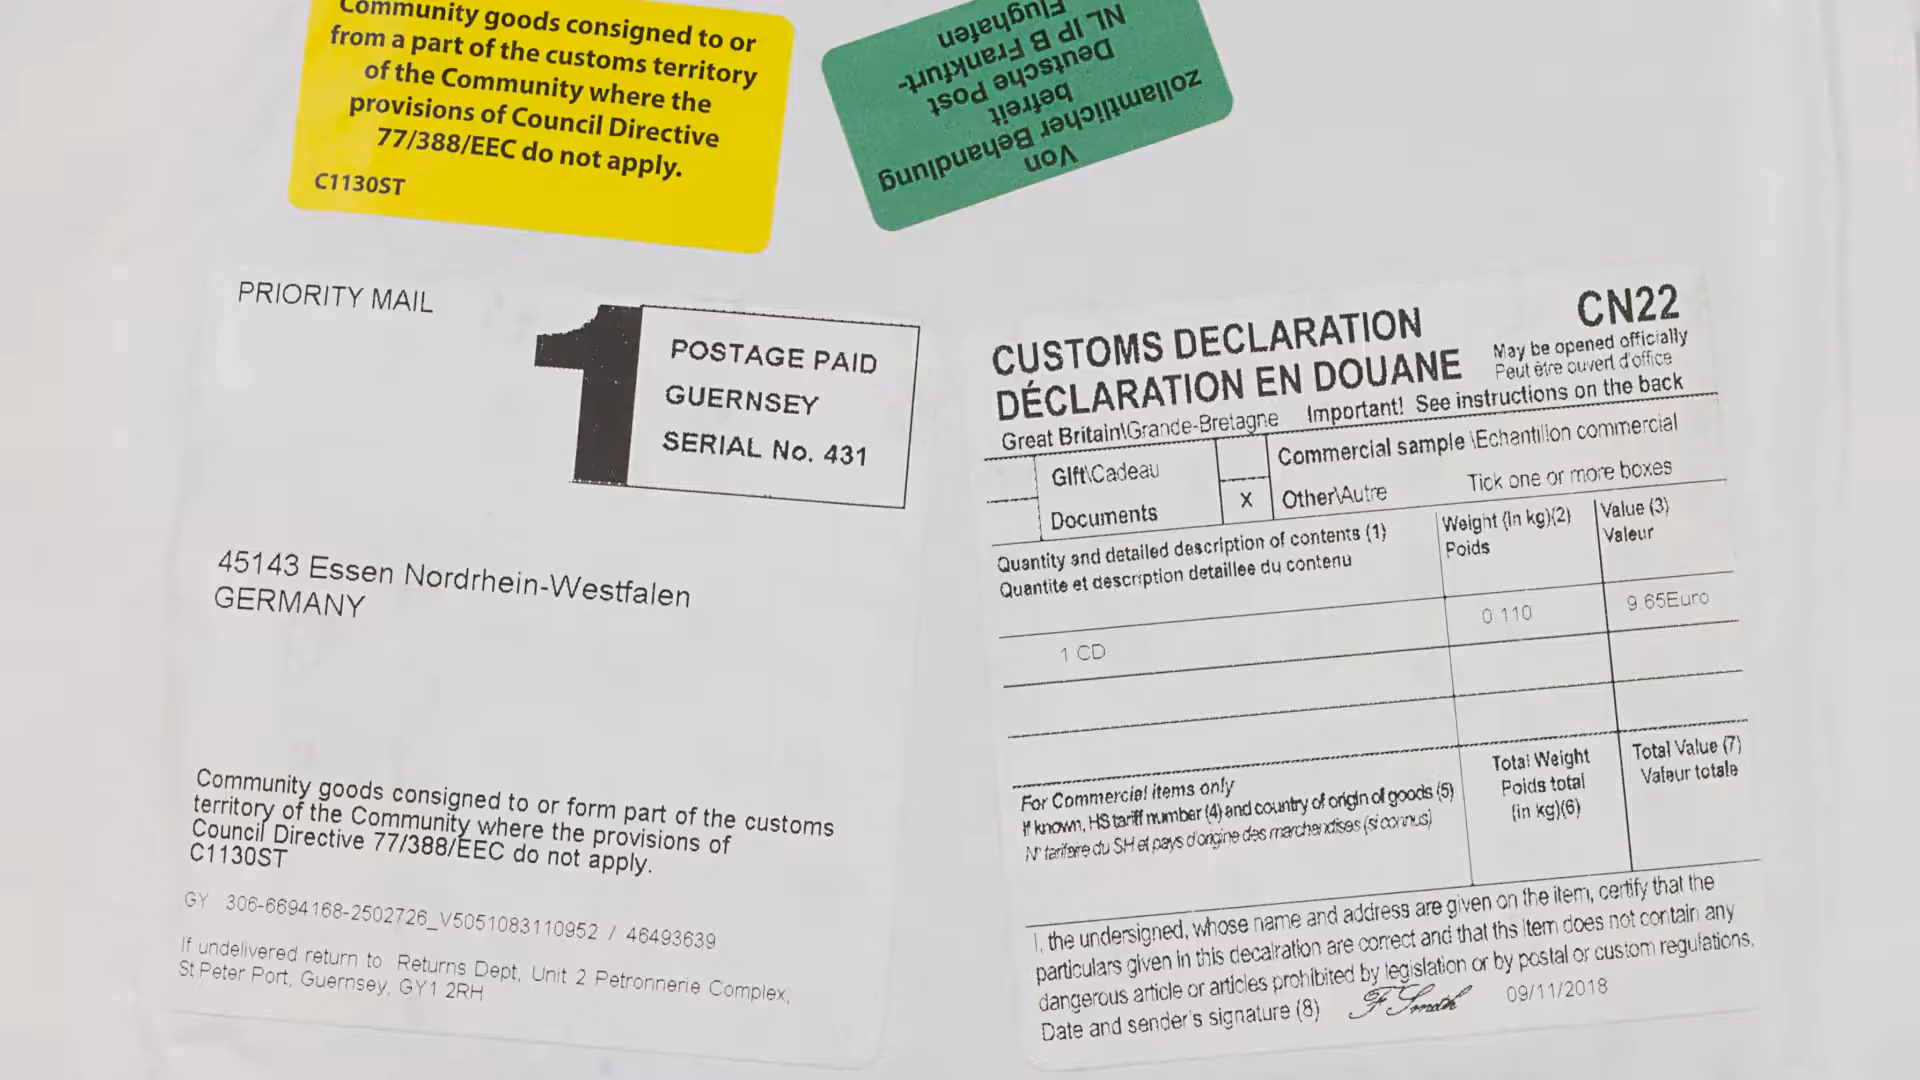 Community goods consigned to or
from a part of the customs territory
of the Community where the
provisions of Council Directive
77/388/EEC do not apply.
C1130ST
Von
zollamtlicher Behandlung
befreit
Deutsche Post
NL IP B Frankfurt-
Flughafen
PRIORITY MAIL
1
POSTAGE PAID
GUERNSEY
SERIAL No. 431
45143 Essen Nordrhein-Westfalen
GERMANY
Community goods consigned to or form part of the customs
territory of the Community where the provisions of
Council Directive 77/388/EEC do not apply.
C1130ST
GY 306-6694168-2502726_V5051083110952 / 46493639
If undelivered return to Returns Dept, Unit 2 Petronnerie Complex,
St Peter Port, Guernsey, GY1 2RH
CUSTOMS DECLARATION
DÉCLARATION EN DOUANE
CN22
May be opened officially
Peut être ouvert d'office
Great Britain\Grande-Bretagne Important! See instructions on the back
Gift\Cadeau
Commercial sample \Echantillon commercial
Documents
X
Other\Autre
Tick one or more boxes
Quantity and detailed description of contents (1)
Quantite et description detaillee du contenu
Weight (in kg)(2)
Poids
Value (3)
Valeur
1 CD
0.110
9.65Euro
For Commercial items only
If known, HS tariff number (4) and country of origin of goods (5)
N° tarifaire du SH et pays d'origine des marchandises (si connus)
Total Weight
Poids total
(in kg)(6)
Total Value (7)
Valeur totale
I, the undersigned, whose name and address are given on the item, certify that the
particulars given in this decalration are correct and that ths item does not contain any
dangerous article or articles prohibited by legislation or by postal or custom regulations.
Date and sender's signature (8) F Smith 09/11/2018